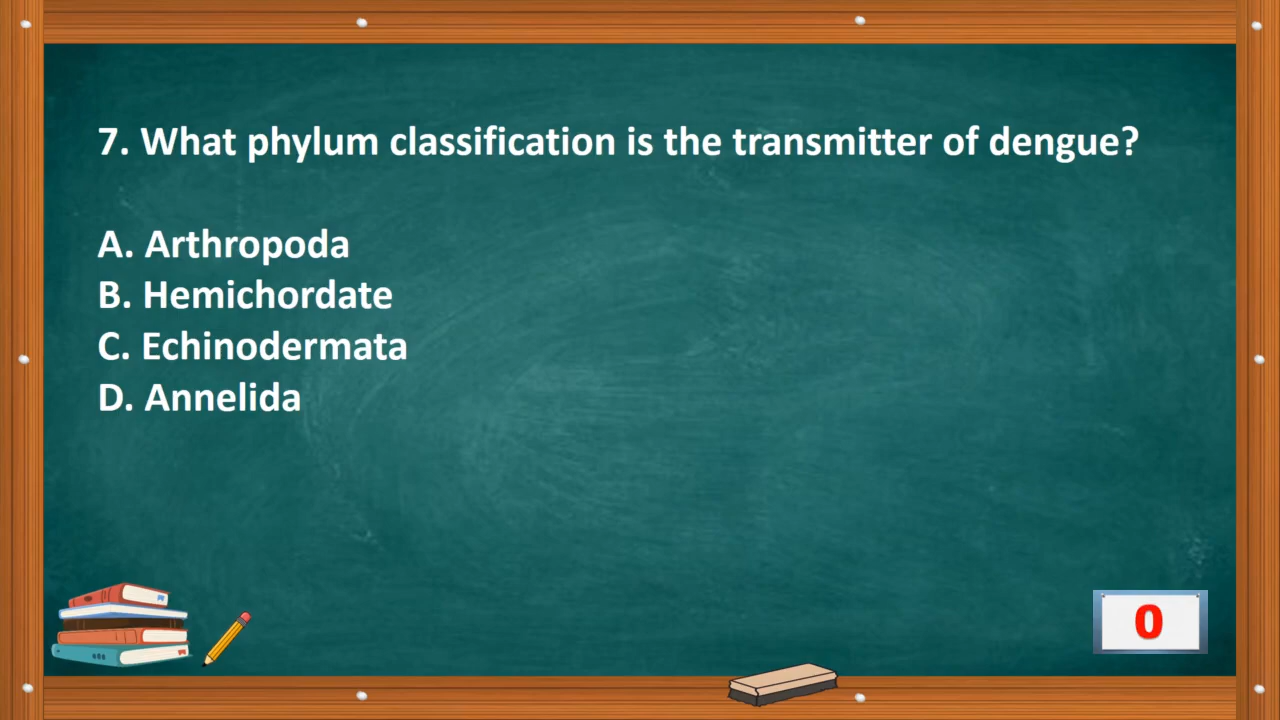 7. What phylum classification is the transmitter of dengue?
A. Arthropoda
B. Hemichordate
C. Echinodermata
D. Annelida
0